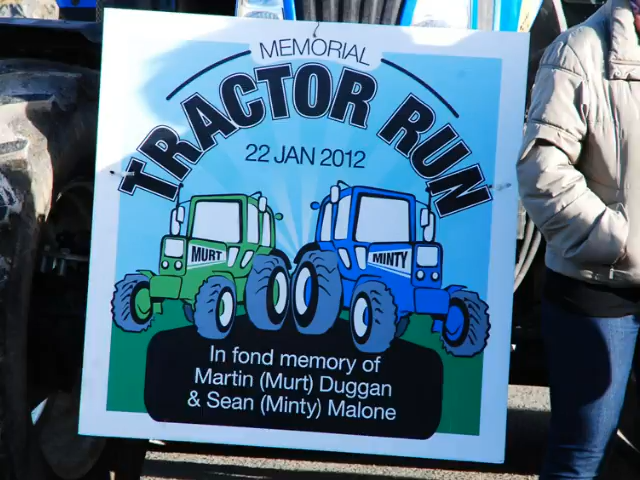 MEMORIAL
TRACTOR RUN
22 JAN 2012
MURT
MINTY
In fond memory of
Martin (Murt) Duggan
& Sean (Minty) Malone